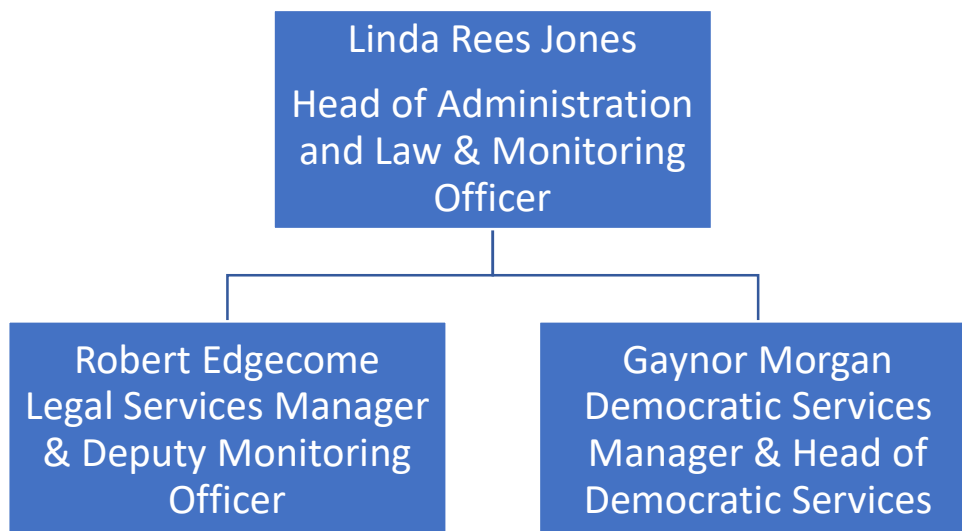 Linda Rees Jones
Head of Administration
and Law & Monitoring
Officer
Robert Edgecome
Legal Services Manager
& Deputy Monitoring
Officer
Gaynor Morgan
Democratic Services
Manager & Head of
Democratic Services